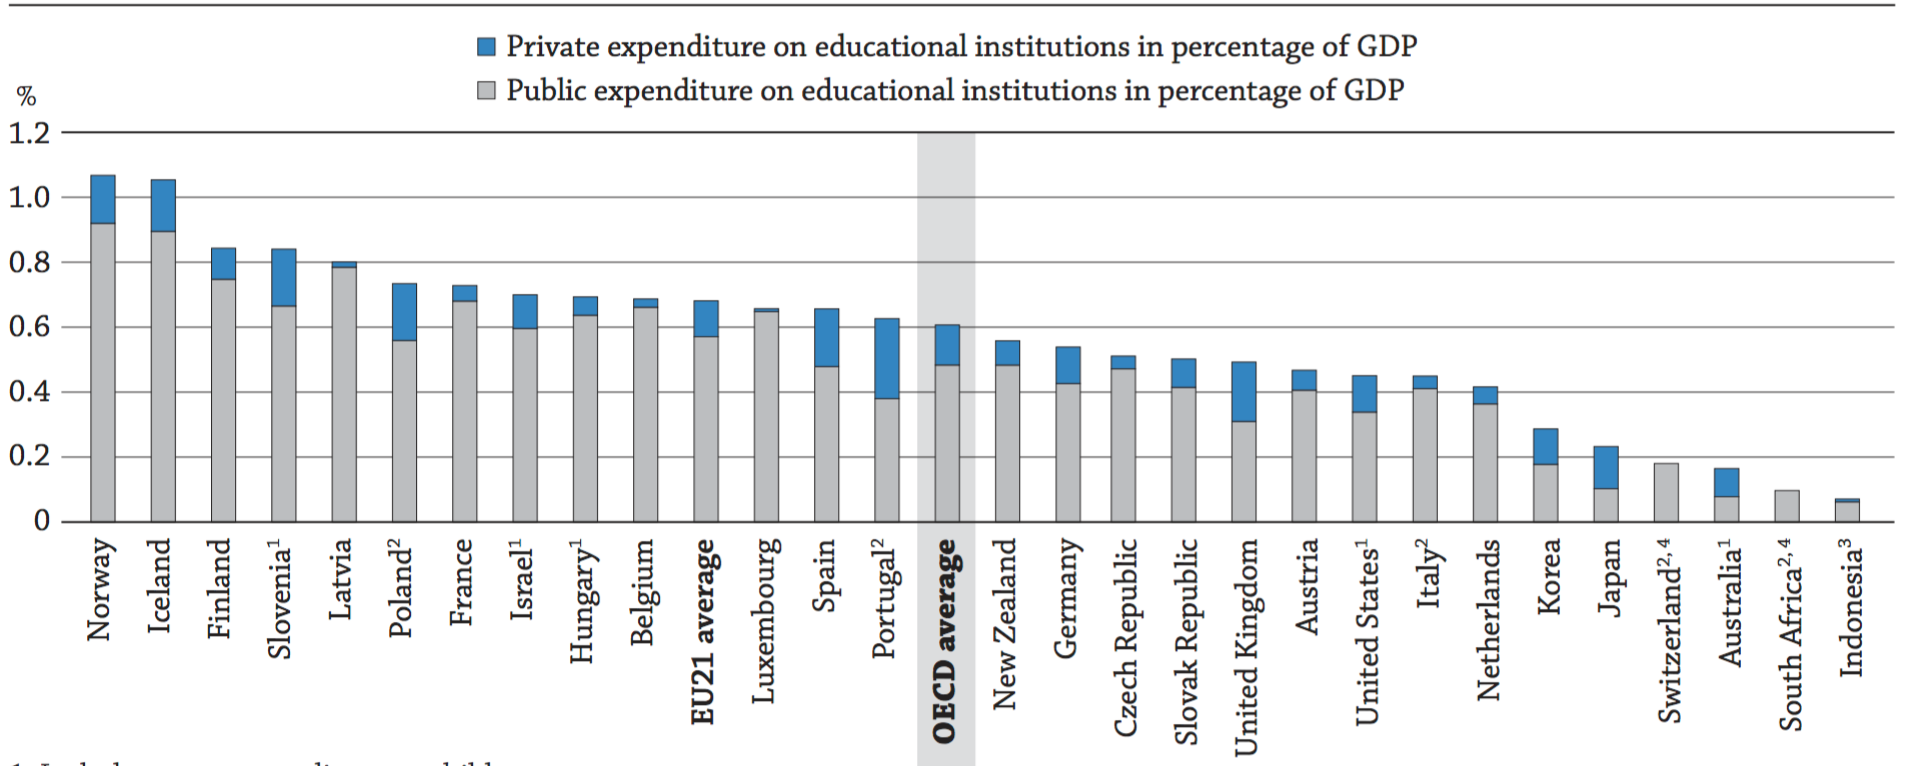 Private expenditure on educational institutions in percentage of GDP
Public expenditure on educational institutions in percentage of GDP
%
1.2
1.0
0.8
0.6
0.4
0.2
0
Norway
Iceland
Finland
Slovenia¹
Latvia
Poland²
France
Israel¹
Hungary¹
Belgium
EU21 average
Luxembourg
Spain
Portugal²
OECD average
New Zealand
Germany
Czech Republic
Slovak Republic
United Kingdom
Austria
United States¹
Italy²
Netherlands
Korea
Japan
Switzerland²,⁴
Australia¹
South Africa²,⁴
Indonesia³